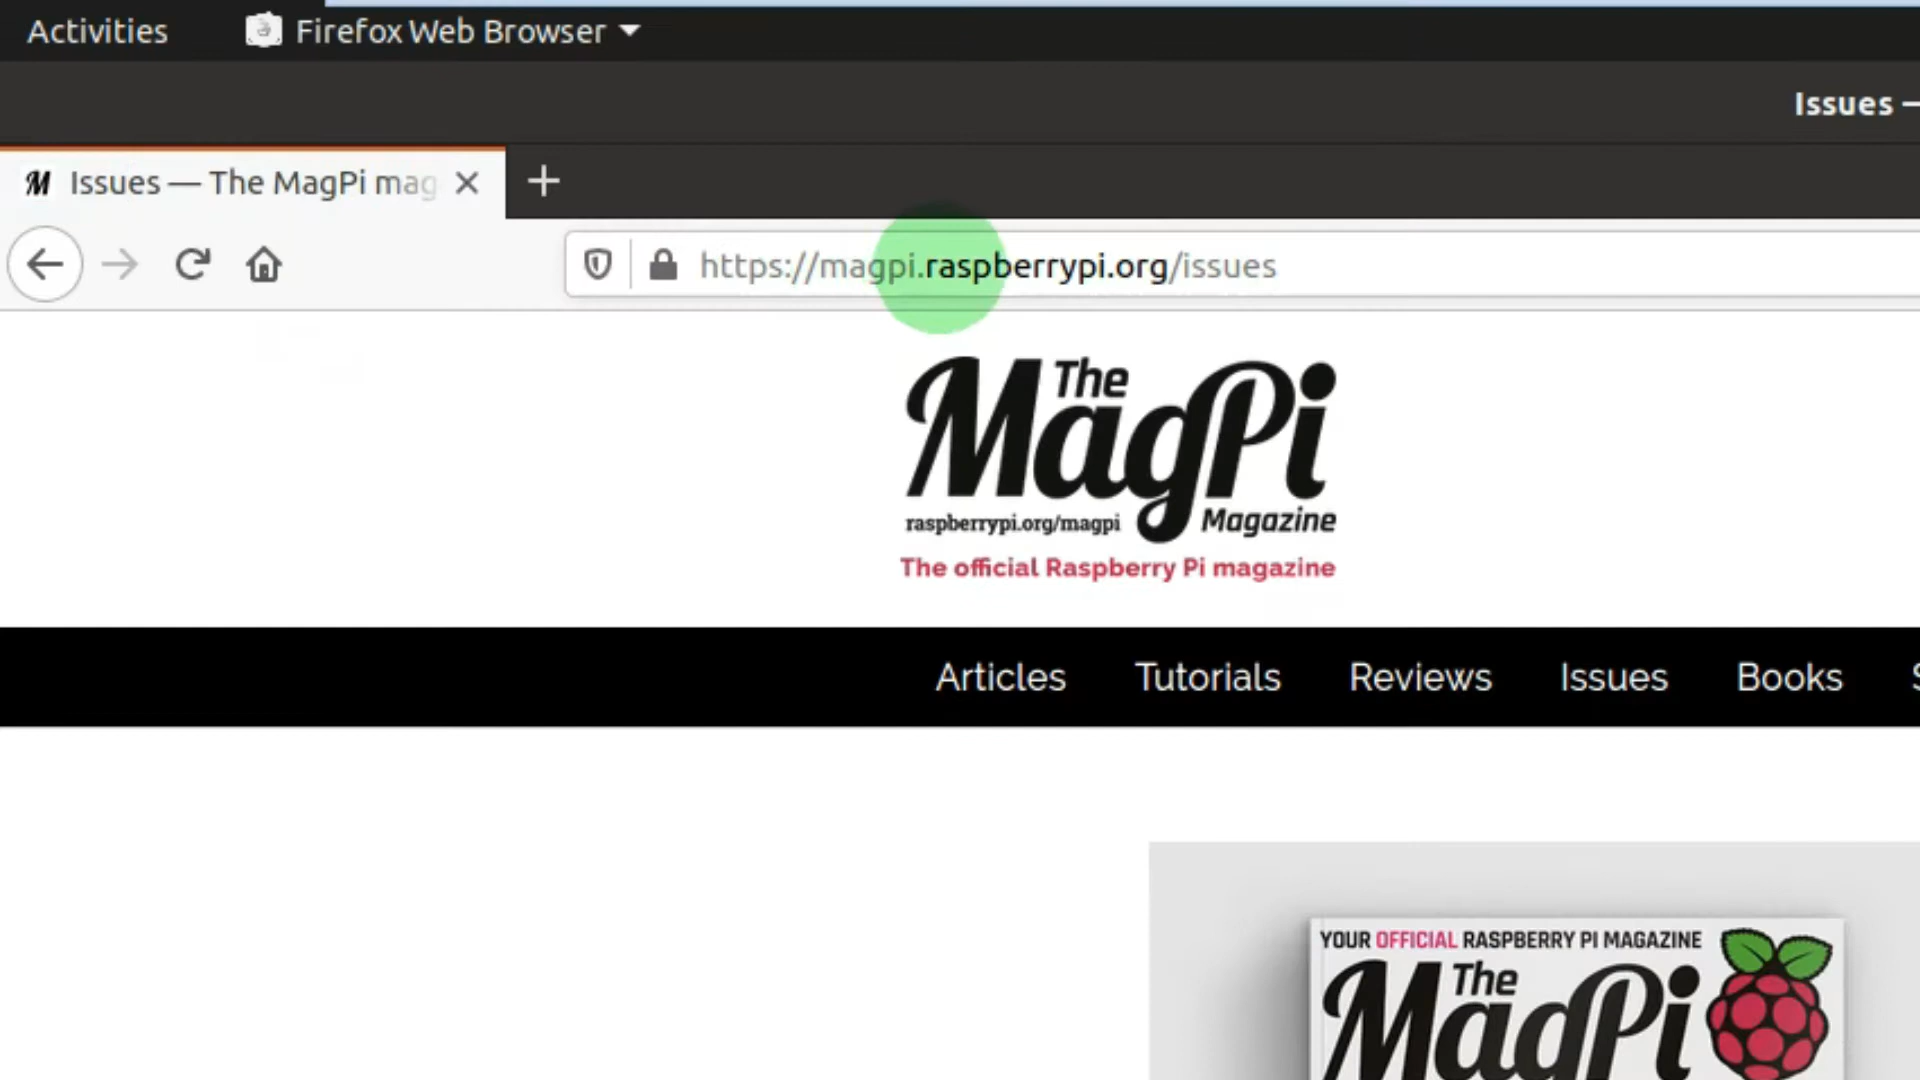 Activities
Firefox Web Browser
Issues –
Issues — The MagPi mag
https://magpi.raspberrypi.org/issues
The
MagPi
raspberrypi.org/magpi
Magazine
The official Raspberry Pi magazine
Articles Tutorials Reviews Issues Books
YOUR OFFICIAL RASPBERRY PI MAGAZINE
The
MagPi